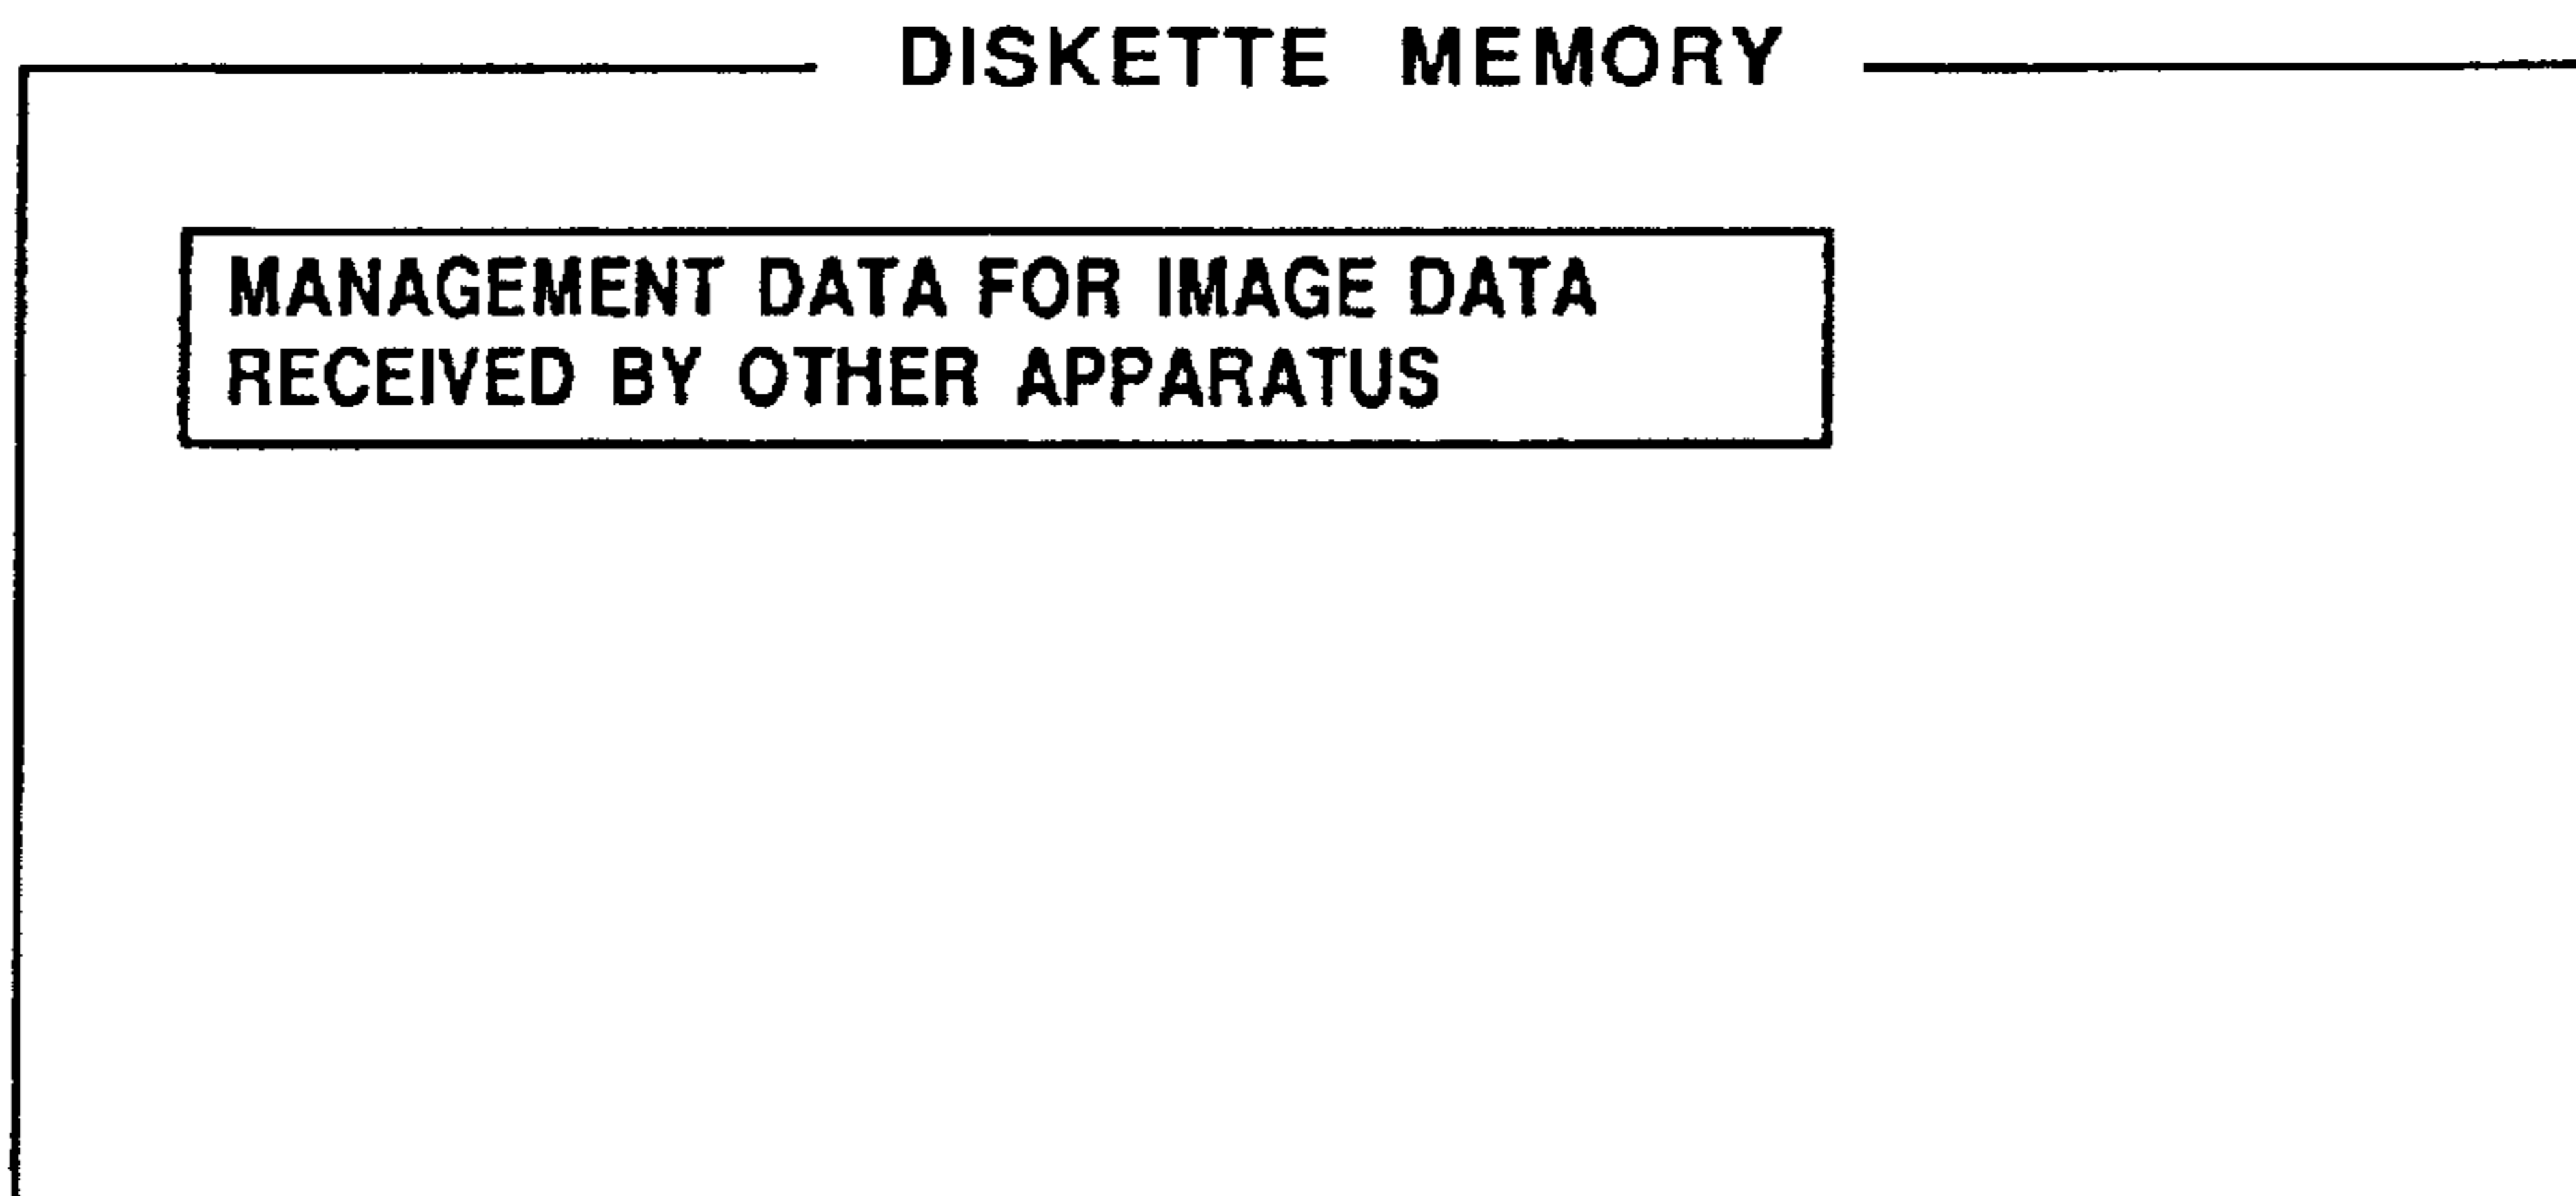 DISKETTE MEMORY
MANAGEMENT DATA FOR IMAGE DATA
RECEIVED BY OTHER APPARATUS